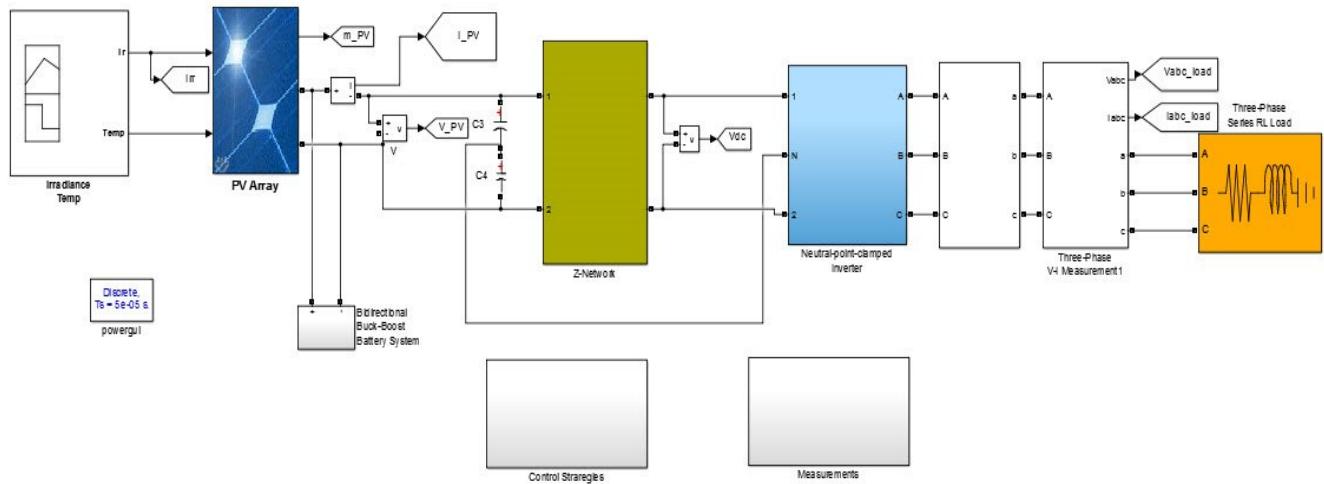 Ir
Irr
Temp
Irradiance
Temp
PV Array
m_PV
I_PV
+
I
-
+
-
v
V_PV
V
C3
C4
1
2
Z-Network
+
-
v
Vdc
1
N
2
A
B
C
Neutral-point-clamped
Inverter
A
B
C
a
b
c
A
B
C
Vabc
Iabc
a
b
c
Three-Phase
V-I Measurement1
Vabc_load
Iabc_load
Three-Phase
Series RL Load
A
B
C
Discrete,
Ts = 5e-05 s.
powergui
+
-
Bidirectional
Buck-Boost
Battery System
Control Straregles
Measurements